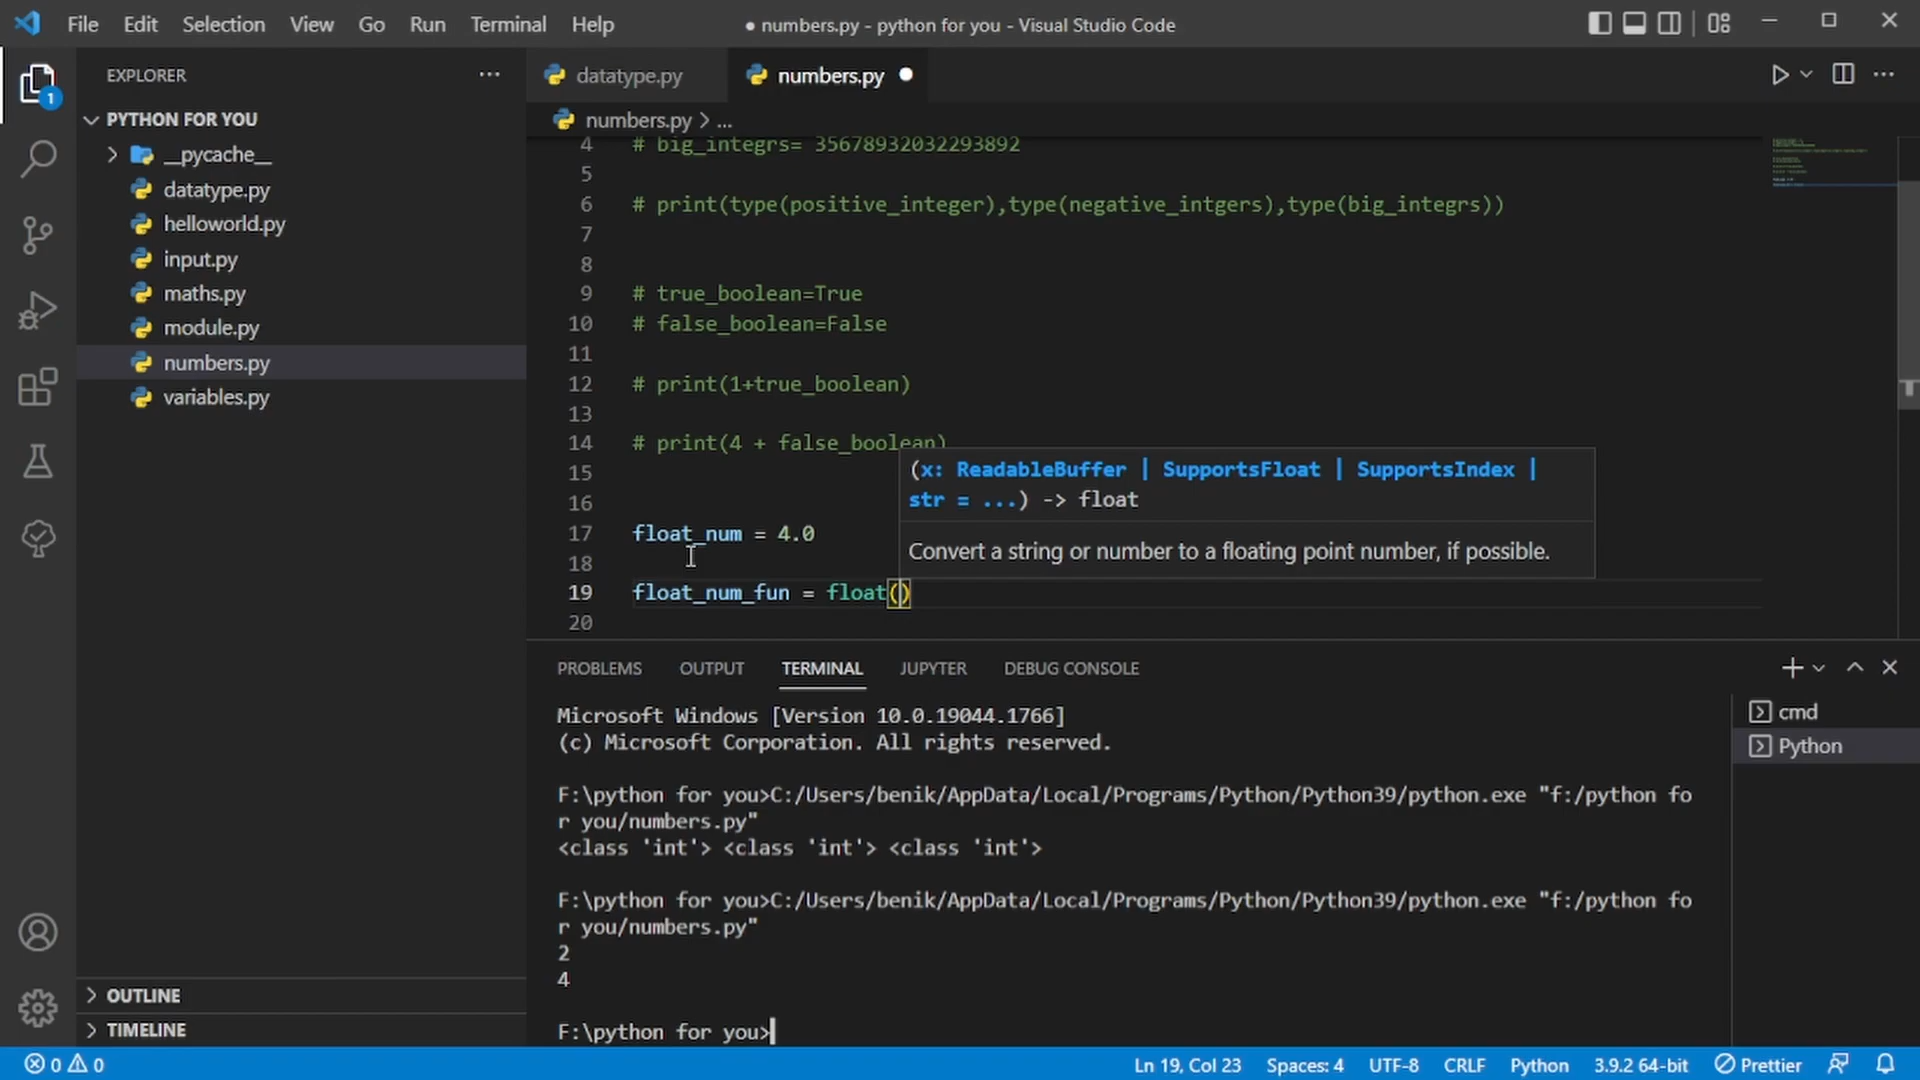 File Edit Selection View Go Run Terminal Help
● numbers.py - python for you - Visual Studio Code
EXPLORER
1
PYTHON FOR YOU
__pycache__
datatype.py
helloworld.py
input.py
maths.py
module.py
numbers.py
variables.py
OUTLINE
TIMELINE
datatype.py
numbers.py
numbers.py > ...
4 # big_integrs= 35678932032293892
5
6 # print(type(positive_integer),type(negative_intgers),type(big_integrs))
7
8
9 # true_boolean=True
10 # false_boolean=False
11
12 # print(1+true_boolean)
13
14 # print(4 + false_boolean)
15
16
17 float_num = 4.0
18
19 float_num_fun = float()
20
(x: ReadableBuffer | SupportsFloat | SupportsIndex |
str = ...) -> float
Convert a string or number to a floating point number, if possible.
PROBLEMS OUTPUT TERMINAL JUPYTER DEBUG CONSOLE
Microsoft Windows [Version 10.0.19044.1766]
(c) Microsoft Corporation. All rights reserved.
F:\python for you>C:/Users/benik/AppData/Local/Programs/Python/Python39/python.exe "f:/python fo
r you/numbers.py"
<class 'int'> <class 'int'> <class 'int'>
F:\python for you>C:/Users/benik/AppData/Local/Programs/Python/Python39/python.exe "f:/python fo
r you/numbers.py"
2
4
F:\python for you>
cmd
Python
0 0
Ln 19, Col 23 Spaces: 4 UTF-8 CRLF Python 3.9.2 64-bit Prettier